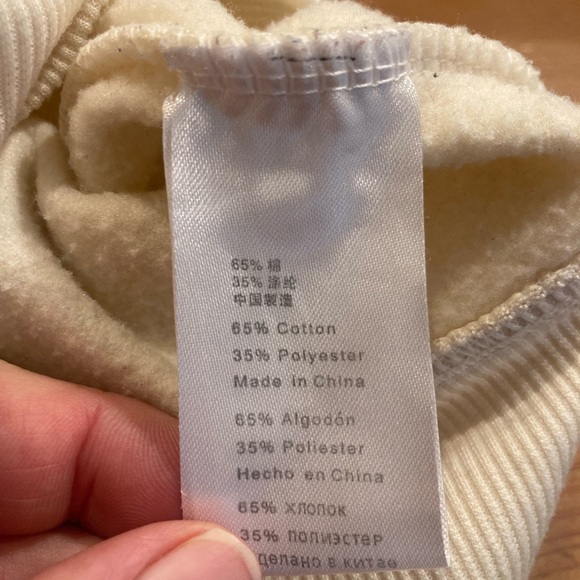 65% 棉
35% 涤纶
中国製造
65% Cotton
35% Polyester
Made in China
65% Algodón
35% Poliester
Hecho en China
65% хлопок
35% полиэстер
сделано в китае